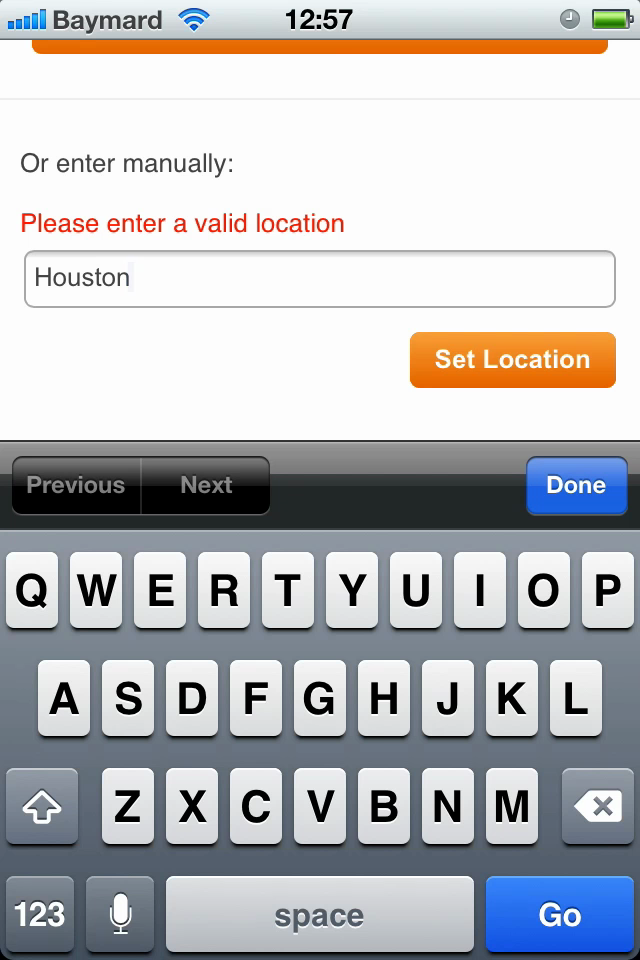 Baymard 12:57
Or enter manually:
Please enter a valid location
Houston
Set Location
Previous Next Done
Q W E R T Y U I O P
A S D F G H J K L
Z X C V B N M
123 space Go